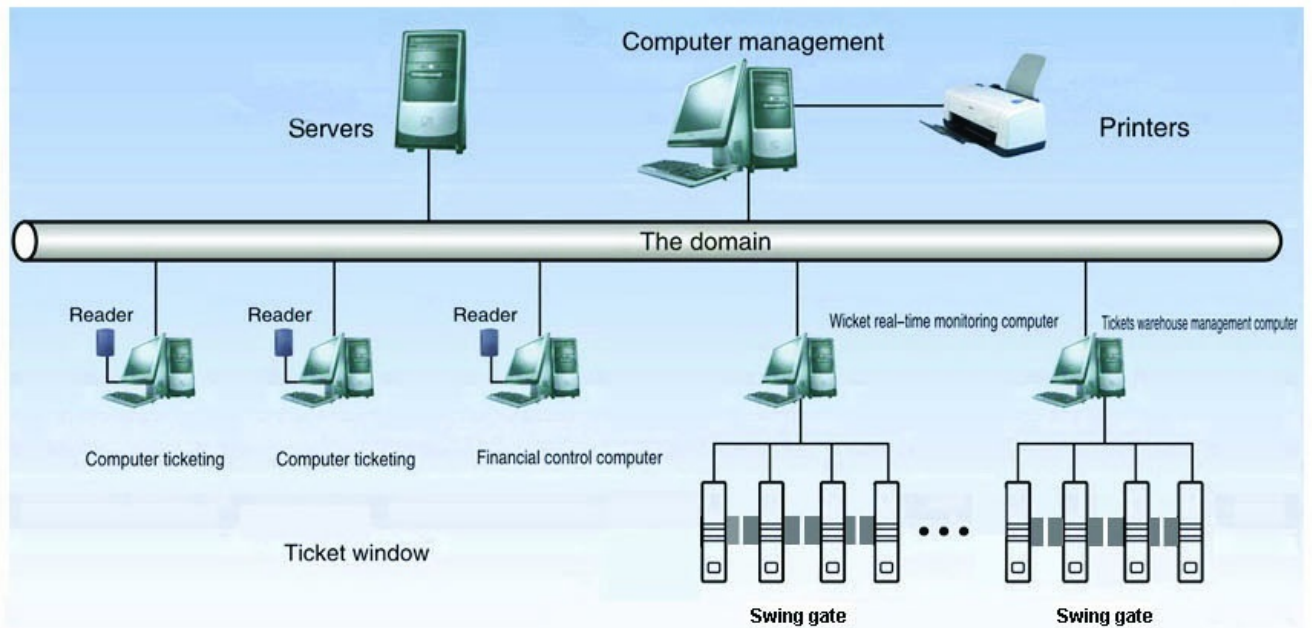 Computer management
Servers
Printers
The domain
Reader
Reader
Reader
Wicket real-time monitoring computer
Tickets warehouse management computer
Computer ticketing
Computer ticketing
Financial control computer
Ticket window
Swing gate
Swing gate